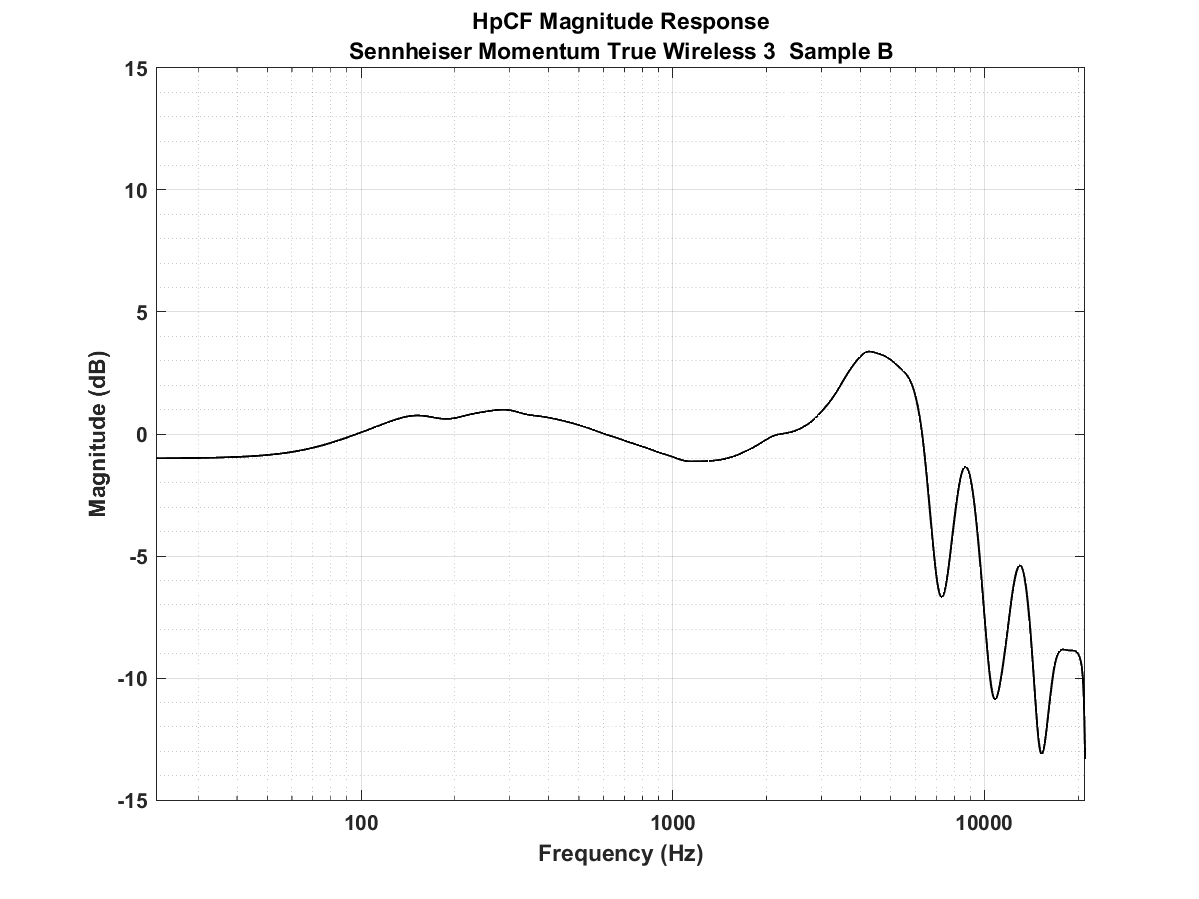 HpCF Magnitude Response
Sennheiser Momentum True Wireless 3  Sample B
15
10
5
0
-5
-10
-15
Magnitude (dB)
100
1000
10000
Frequency (Hz)